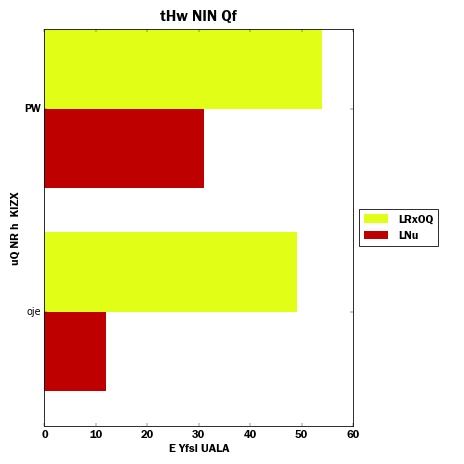 tHw NIN Qf
PW
oje
uQ NR h KIZX
0 10 20 30 40 50 60
E Yfsl UALA
LRxOQ
LNu